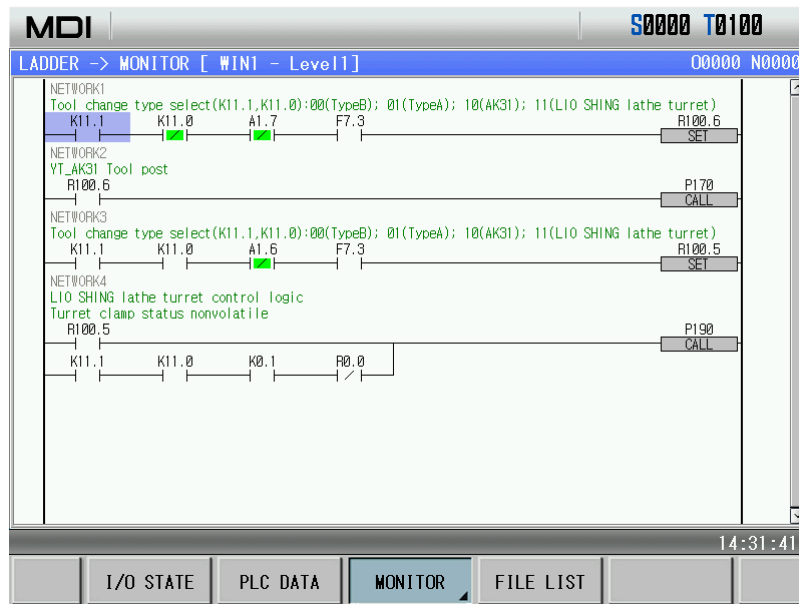 MDI S0000 T0100
LADDER -> MONITOR [ WIN1 - Level1] O0000 N0000
NETWORK1
Tool change type select(K11.1,K11.0):00(TypeB); 01(TypeA); 10(AK31); 11(LIO SHING lathe turret)
K11.1 K11.0 A1.7 F7.3 R100.6
SET
NETWORK2
YT_AK31 Tool post
R100.6 P170
CALL
NETWORK3
Tool change type select(K11.1,K11.0):00(TypeB); 01(TypeA); 10(AK31); 11(LIO SHING lathe turret)
K11.1 K11.0 A1.6 F7.3 R100.5
SET
NETWORK4
LIO SHING lathe turret control logic
Turret clamp status nonvolatile
R100.5 P190
CALL
K11.1 K11.0 K0.1 R0.0
14:31:41
I/O STATE PLC DATA MONITOR FILE LIST